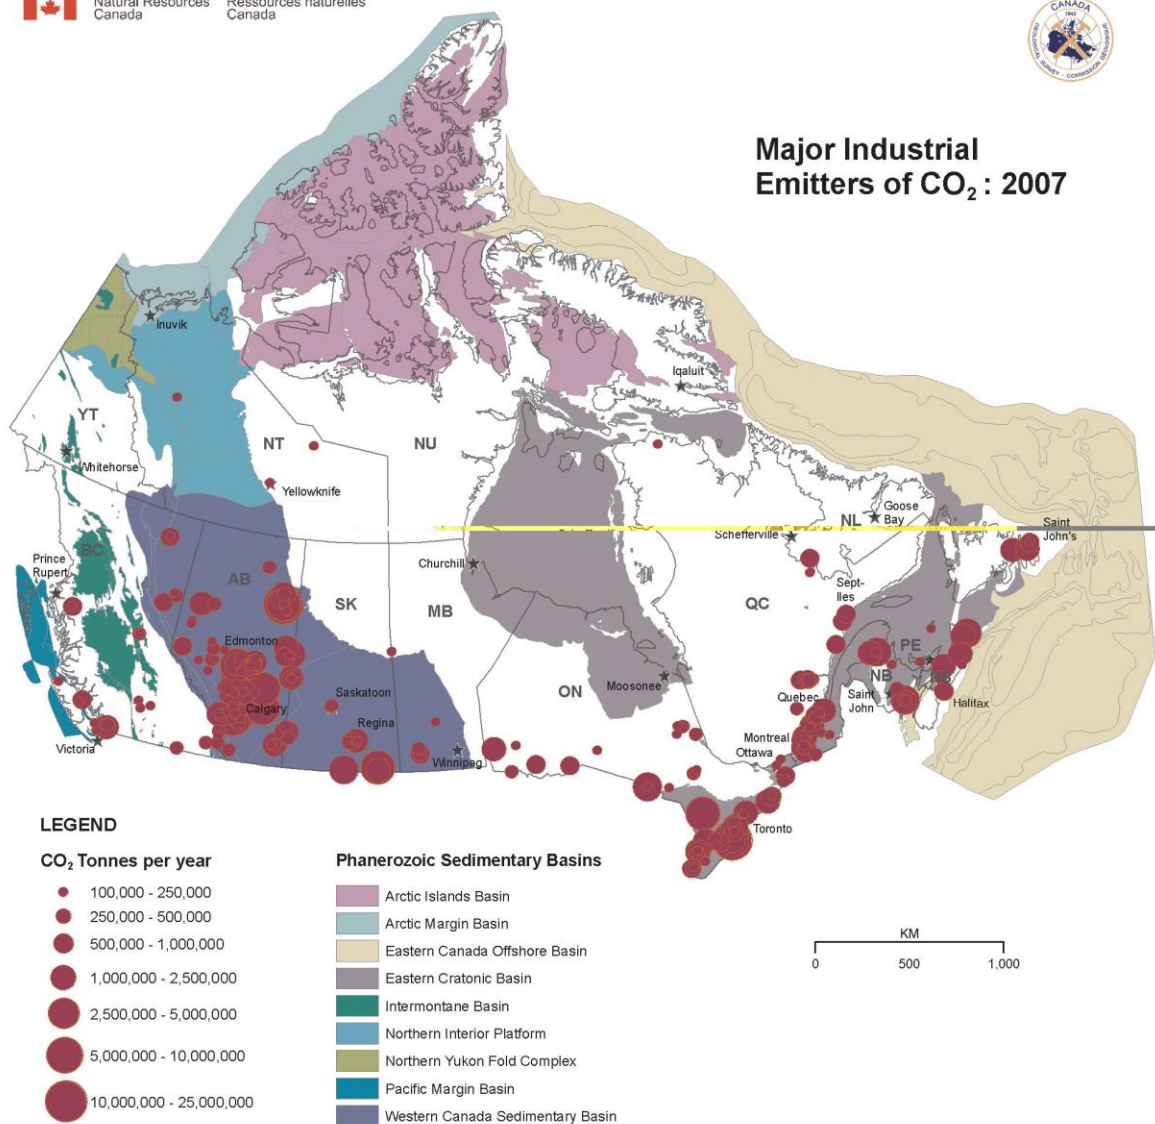 Natural Resources Ressources naturelles
Canada Canada
CANADA
1842
GEOLOGICAL SURVEY - COMMISSION GÉOLOGIQUE
Major Industrial
Emitters of CO₂ : 2007
Inuvik
Iqaluit
YT
NT
NU
Whitehorse
Yellowknife
Goose
Bay
NL
Saint
John's
Schefferville
Prince
Rupert
BC
Churchill
AB
SK
MB
QC
Sept-
Iles
Edmonton
PE
ON
Moosonee
NB
NS
Saskatoon
Quebec
Saint
John
Halifax
Calgary
Regina
Montreal
Ottawa
Victoria
Winnipeg
Toronto
LEGEND
CO₂ Tonnes per year
100,000 - 250,000
250,000 - 500,000
500,000 - 1,000,000
1,000,000 - 2,500,000
2,500,000 - 5,000,000
5,000,000 - 10,000,000
10,000,000 - 25,000,000
Phanerozoic Sedimentary Basins
Arctic Islands Basin
Arctic Margin Basin
Eastern Canada Offshore Basin
Eastern Cratonic Basin
Intermontane Basin
Northern Interior Platform
Northern Yukon Fold Complex
Pacific Margin Basin
Western Canada Sedimentary Basin
KM
0 500 1,000